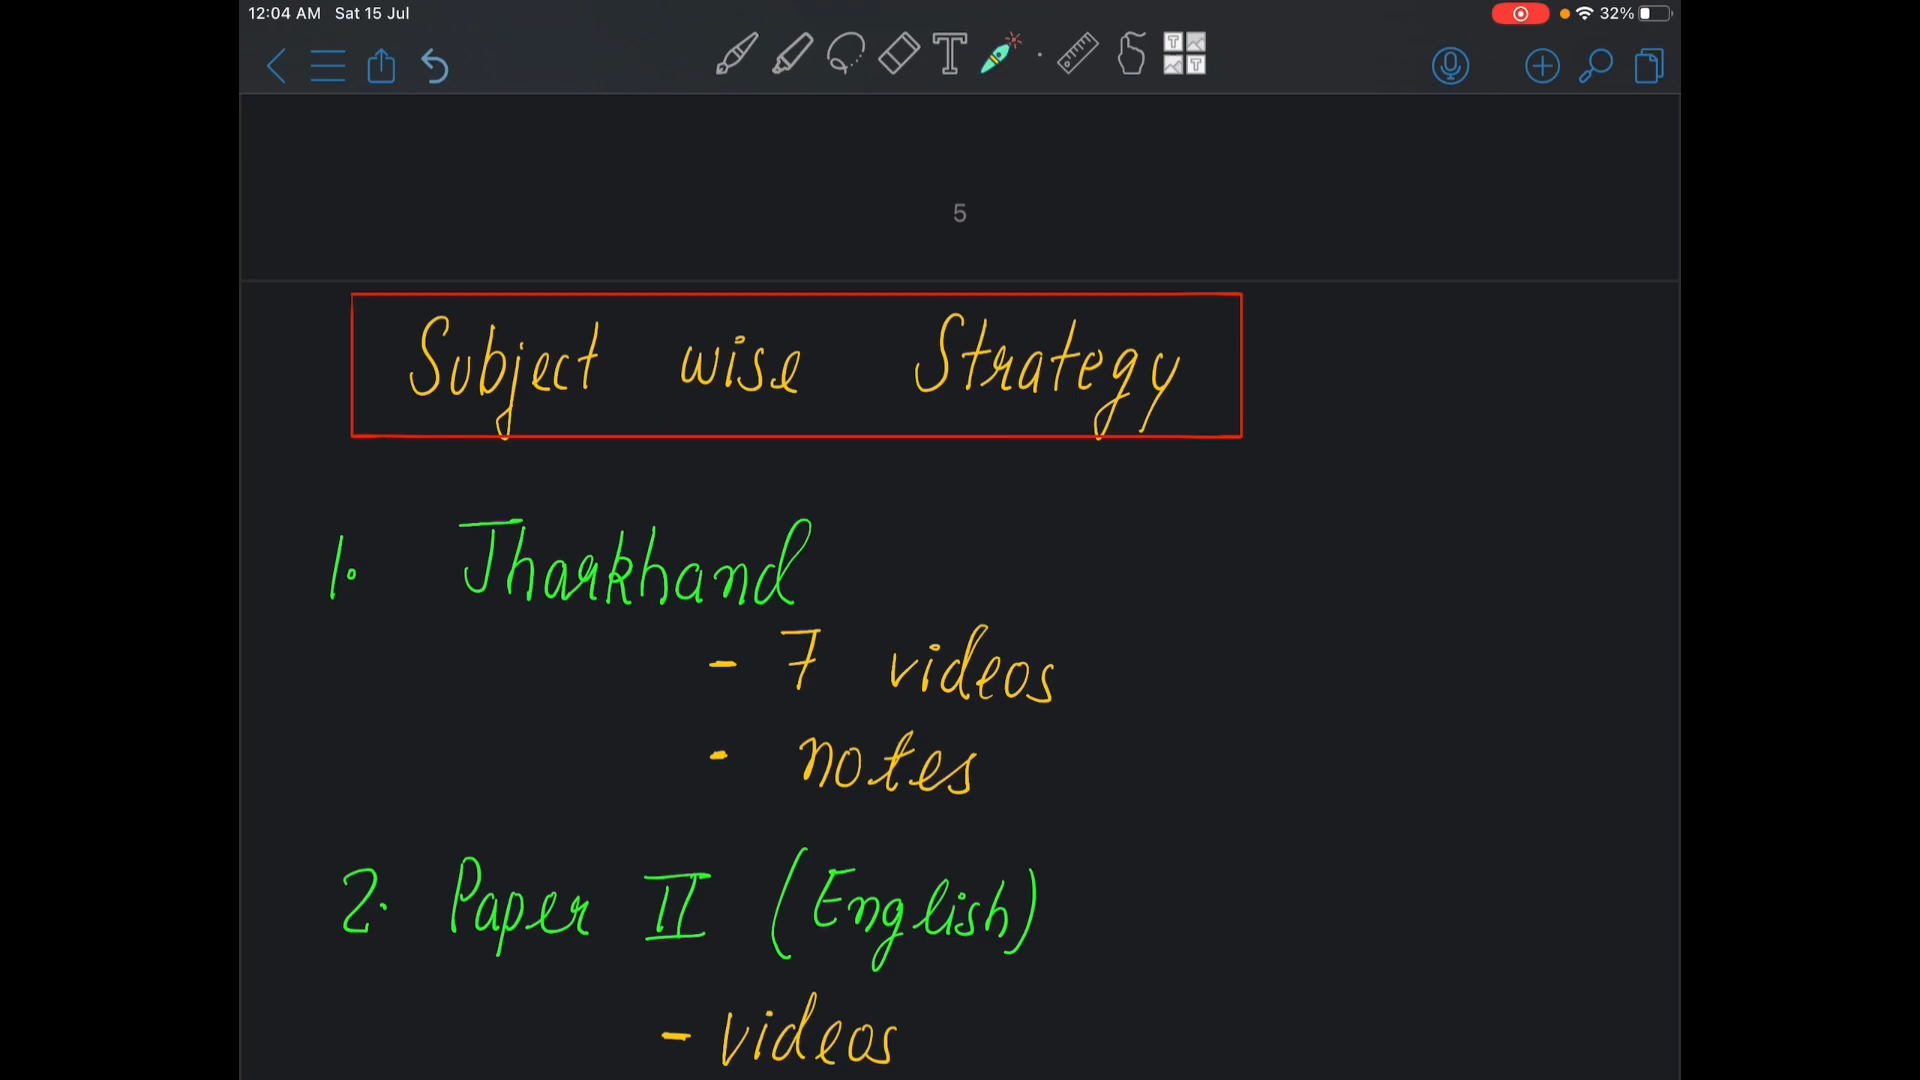 12:04 AM Sat 15 Jul
32%
5
Subject wise Strategy
1. Jharkhand
- 7 videos
- notes
2. Paper II (English)
- videos